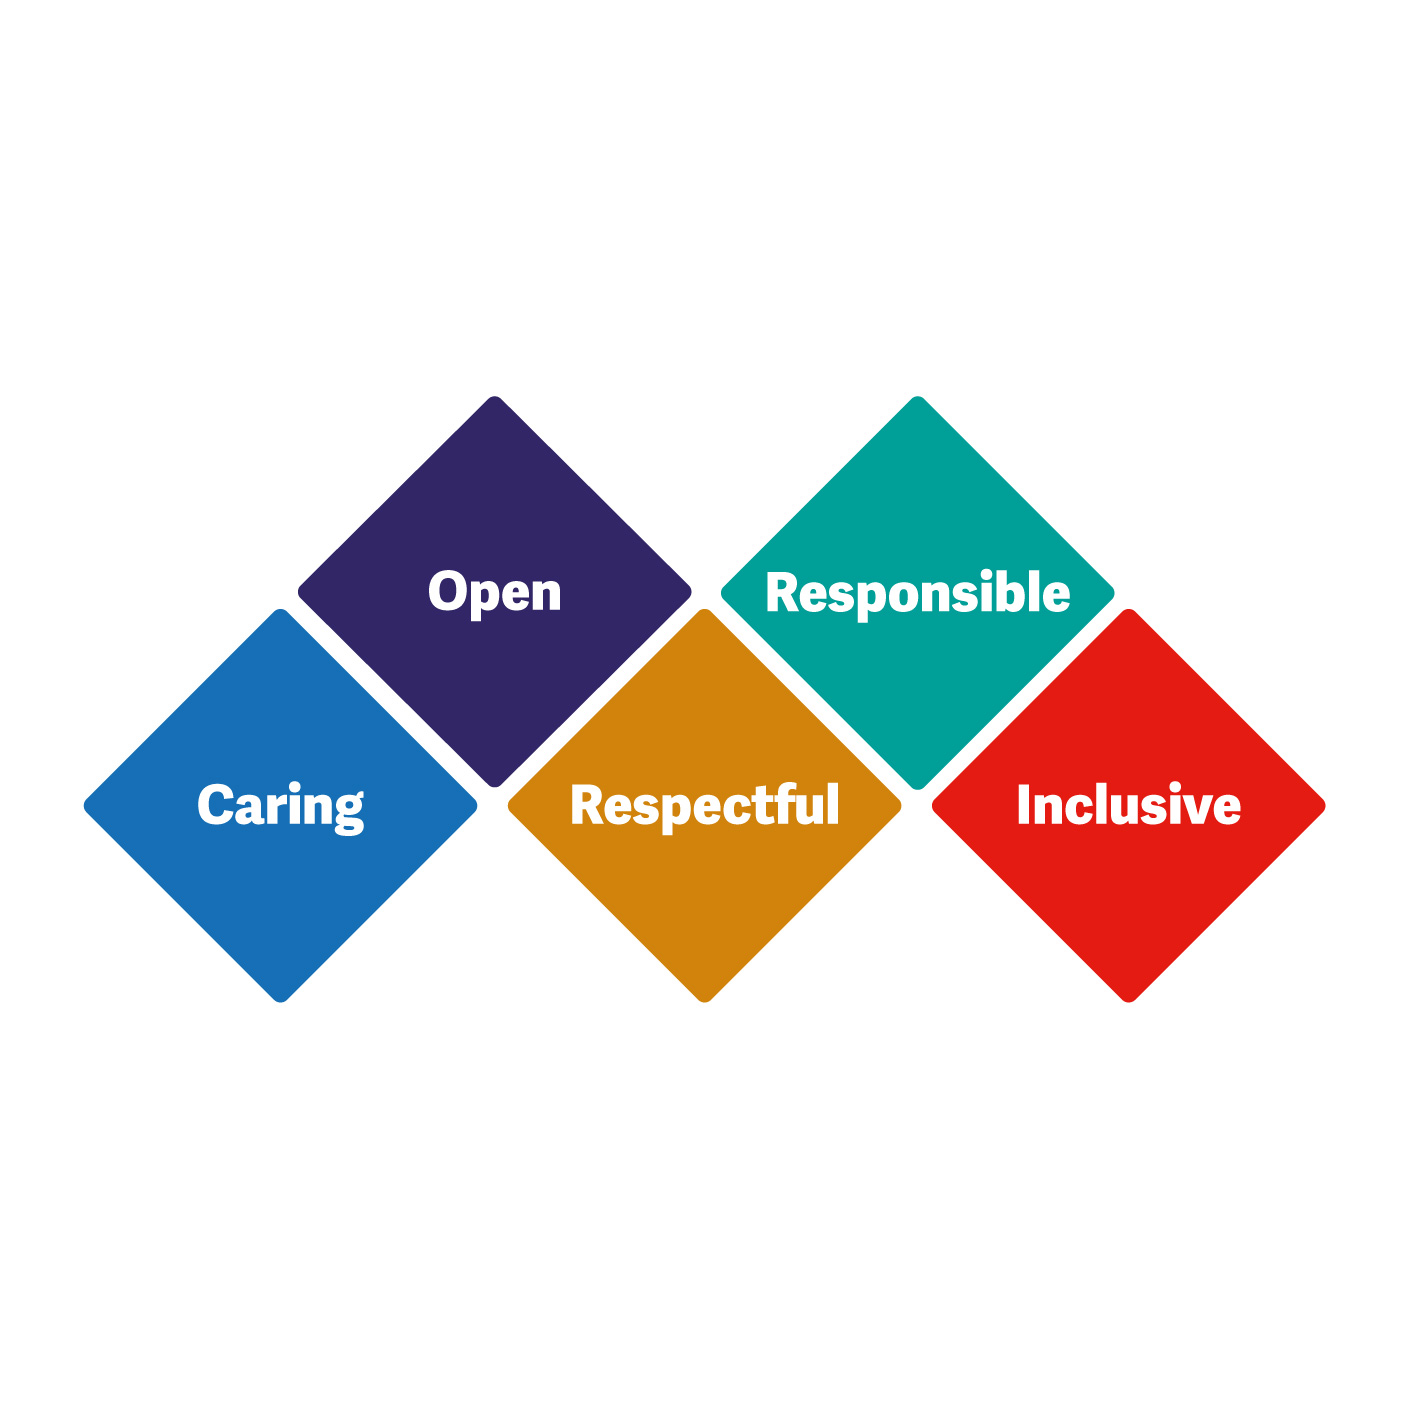 Open
Responsible
Caring
Respectful
Inclusive